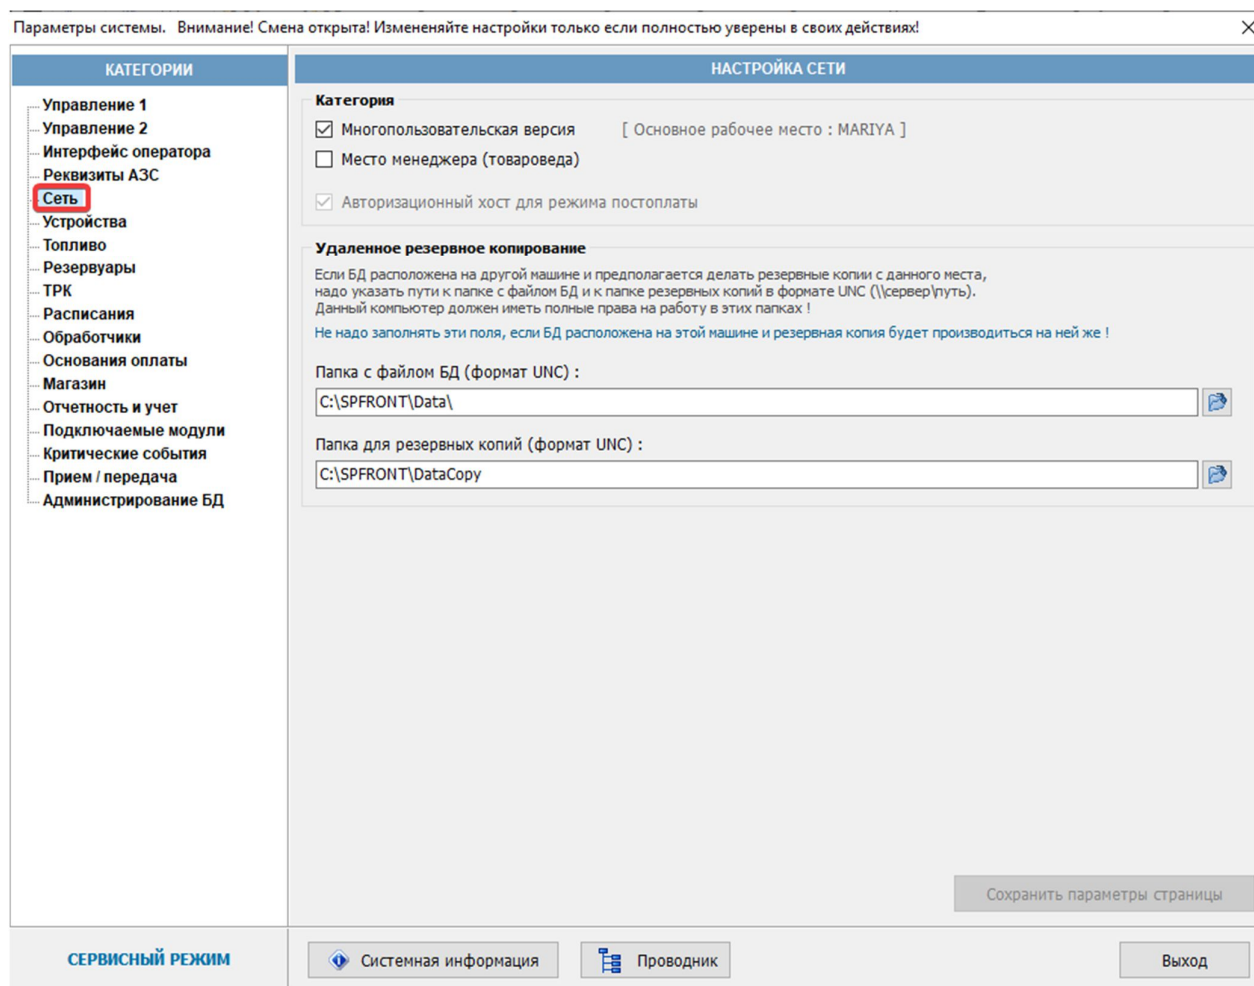 Параметры системы. Внимание! Смена открыта! Измененяйте настройки только если полностью уверены в своих действиях!
КАТЕГОРИИ
Управление 1
Управление 2
Интерфейс оператора
Реквизиты АЗС
Сеть
Устройства
Топливо
Резервуары
ТРК
Расписания
Обработчики
Основания оплаты
Магазин
Отчетность и учет
Подключаемые модули
Критические события
Прием / передача
Администрирование БД
НАСТРОЙКА СЕТИ
Категория
Многопользовательская версия [ Основное рабочее место : MARIYA ]
Место менеджера (товароведа)
Авторизационный хост для режима постоплаты
Удаленное резервное копирование
Если БД расположена на другой машине и предполагается делать резервные копии с данного места,
надо указать пути к папке с файлом БД и к папке резервных копий в формате UNC (\\сервер\путь).
Данный компьютер должен иметь полные права на работу в этих папках !
Не надо заполнять эти поля, если БД расположена на этой машине и резервная копия будет производиться на ней же !
Папка с файлом БД (формат UNC) :
C:\SPFRONT\Data\
Папка для резервных копий (формат UNC) :
C:\SPFRONT\DataCopy
Сохранить параметры страницы
СЕРВИСНЫЙ РЕЖИМ
Системная информация
Проводник
Выход